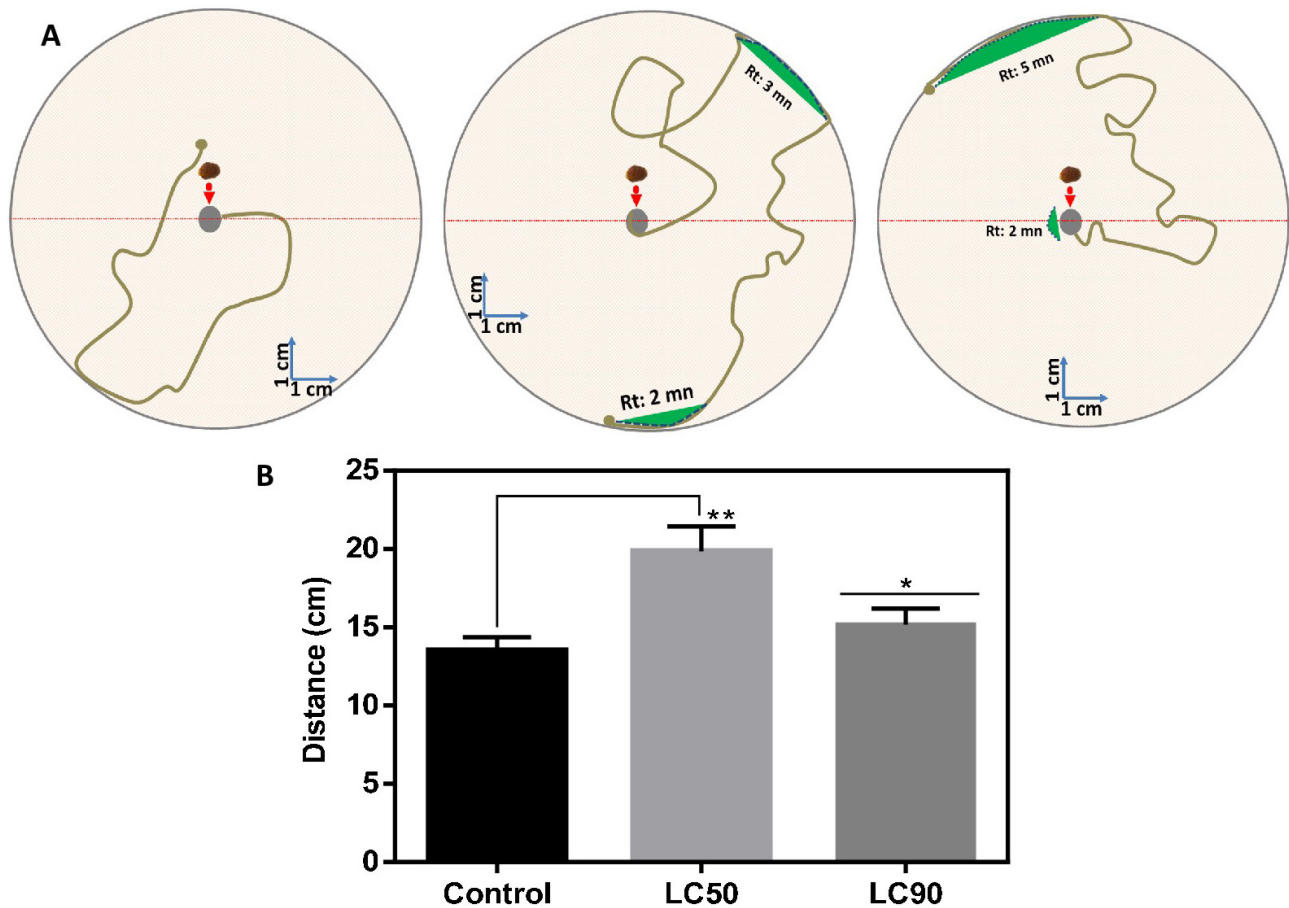 A
1 cm
1 cm
Rt: 3 mn
1 cm
1 cm
Rt: 2 mn
Rt: 5 mn
Rt: 2 mn
1 cm
1 cm
B
25
20
15
10
5
0
Distance (cm)
**
*
Control
LC50
LC90